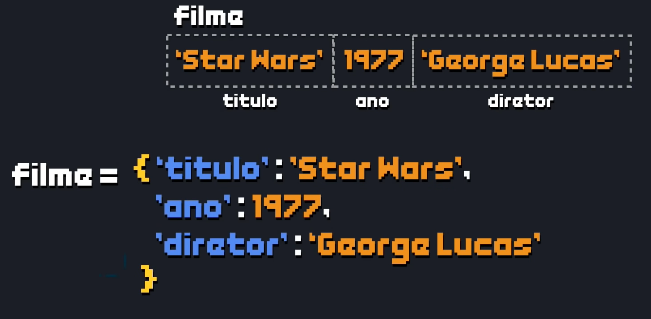 filme
'Star Wars' 1977 'George Lucas'
titulo ano diretor
filme = { 'titulo':'Star Wars',
'ano':1977,
'diretor':'George Lucas'
}